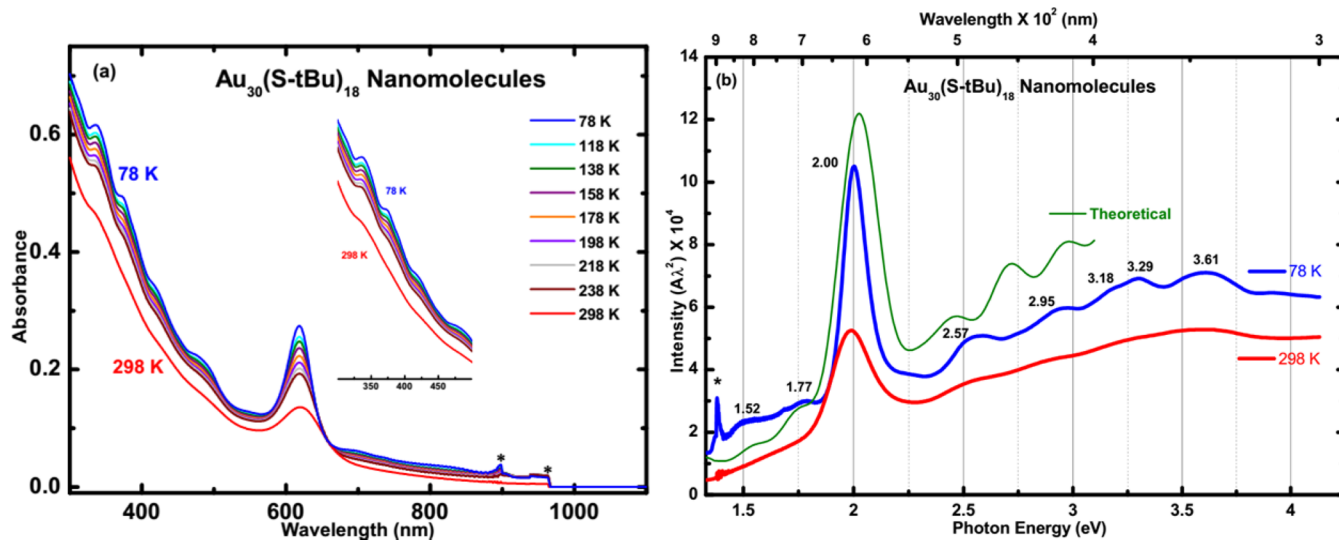 (a)
Au30(S-tBu)18 Nanomolecules
78 K
298 K
78 K
298 K
78 K
118 K
138 K
158 K
178 K
198 K
218 K
238 K
298 K
350 400 450
* *
Absorbance
0.6
0.4
0.2
0.0
400 600 800 1000
Wavelength (nm)
Wavelength X 10² (nm)
9 8 7 6 5 4 3
(b)
Au30(S-tBu)18 Nanomolecules
2.00
Theoretical
3.61
3.29
3.18
78 K
2.95
2.57
298 K
*
1.77
1.52
Intensity (Aλ²) X 10⁴
14
12
10
8
6
4
2
0
1.5 2 2.5 3 3.5 4
Photon Energy (eV)